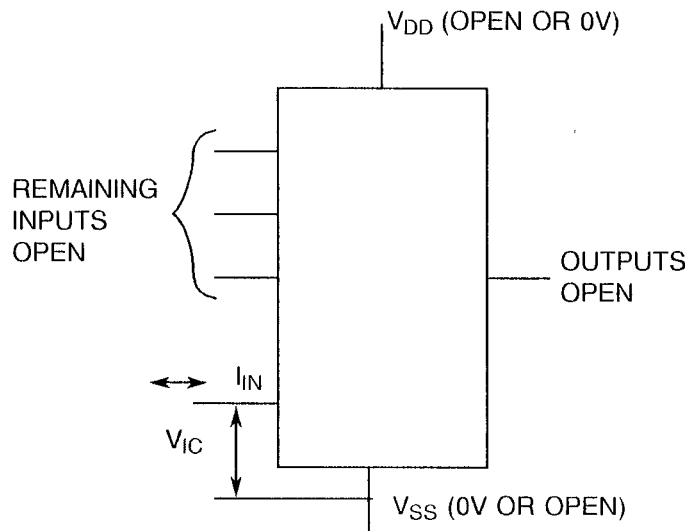 V_DD (OPEN OR 0V)
REMAINING
INPUTS
OPEN
OUTPUTS
OPEN
I_IN
V_IC
V_SS (0V OR OPEN)